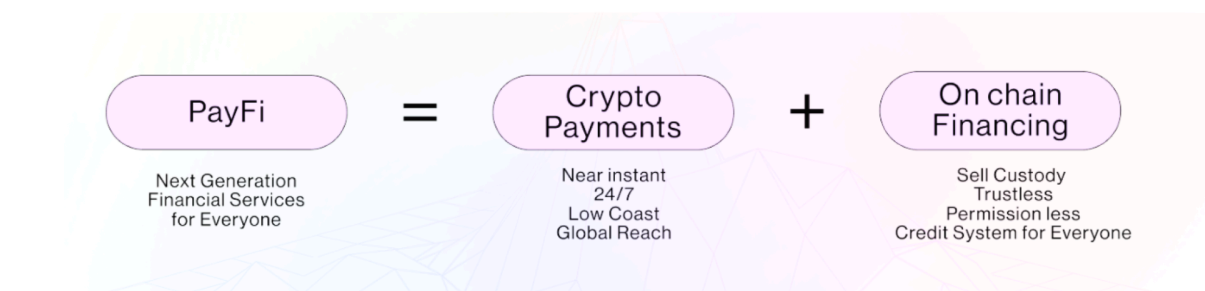 PayFi
Next Generation
Financial Services
for Everyone
=
Crypto
Payments
Near instant
24/7
Low Coast
Global Reach
+
On chain
Financing
Sell Custody
Trustless
Permission less
Credit System for Everyone